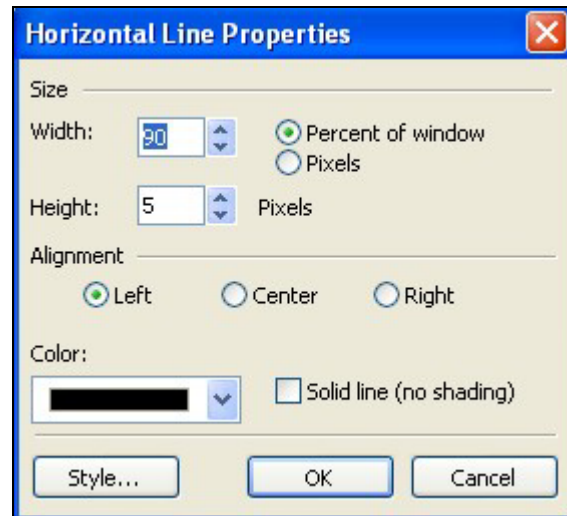 Horizontal Line Properties
Size
Width: 90 Percent of window
Pixels
Height: 5 Pixels
Alignment
Left Center Right
Color:
Solid line (no shading)
Style... OK Cancel